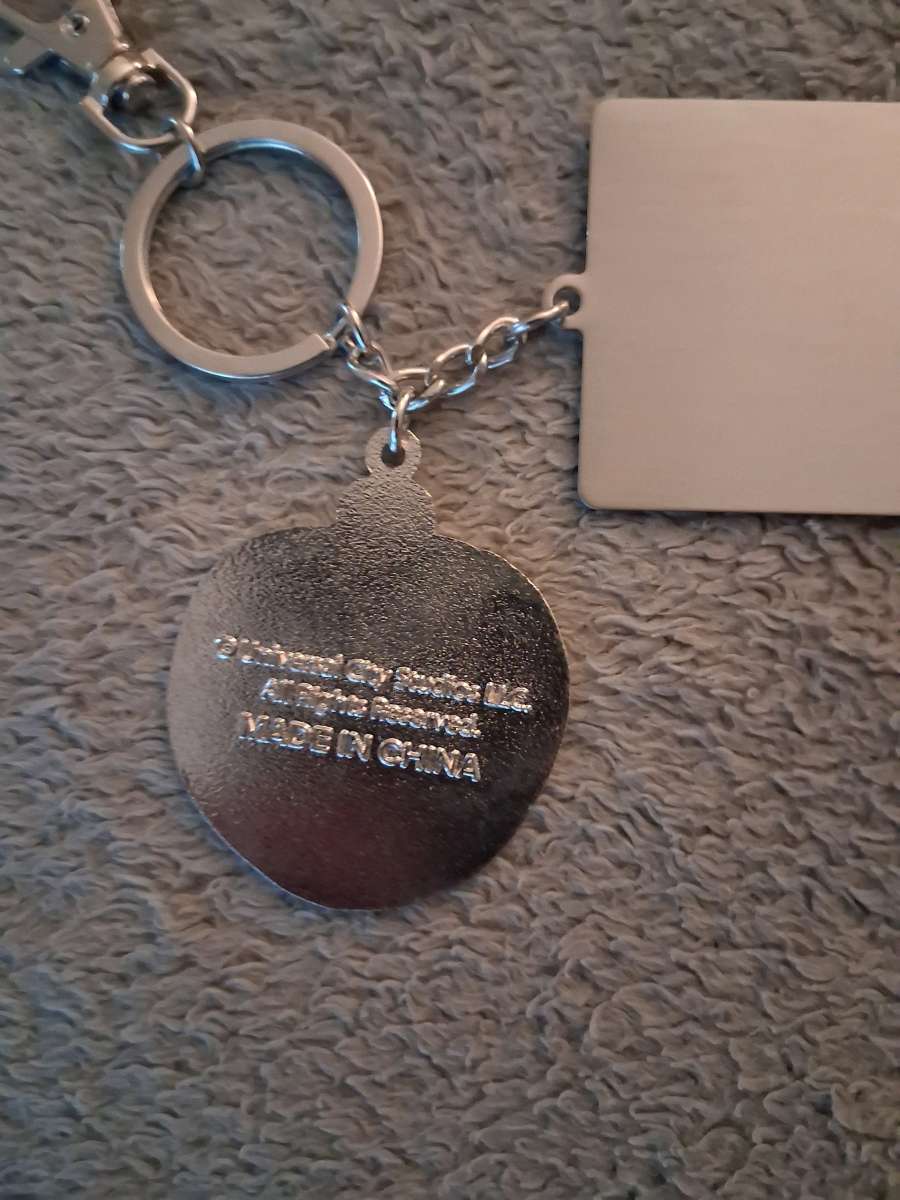 © Universal City Studios LLC.
All Rights Reserved.
MADE IN CHINA